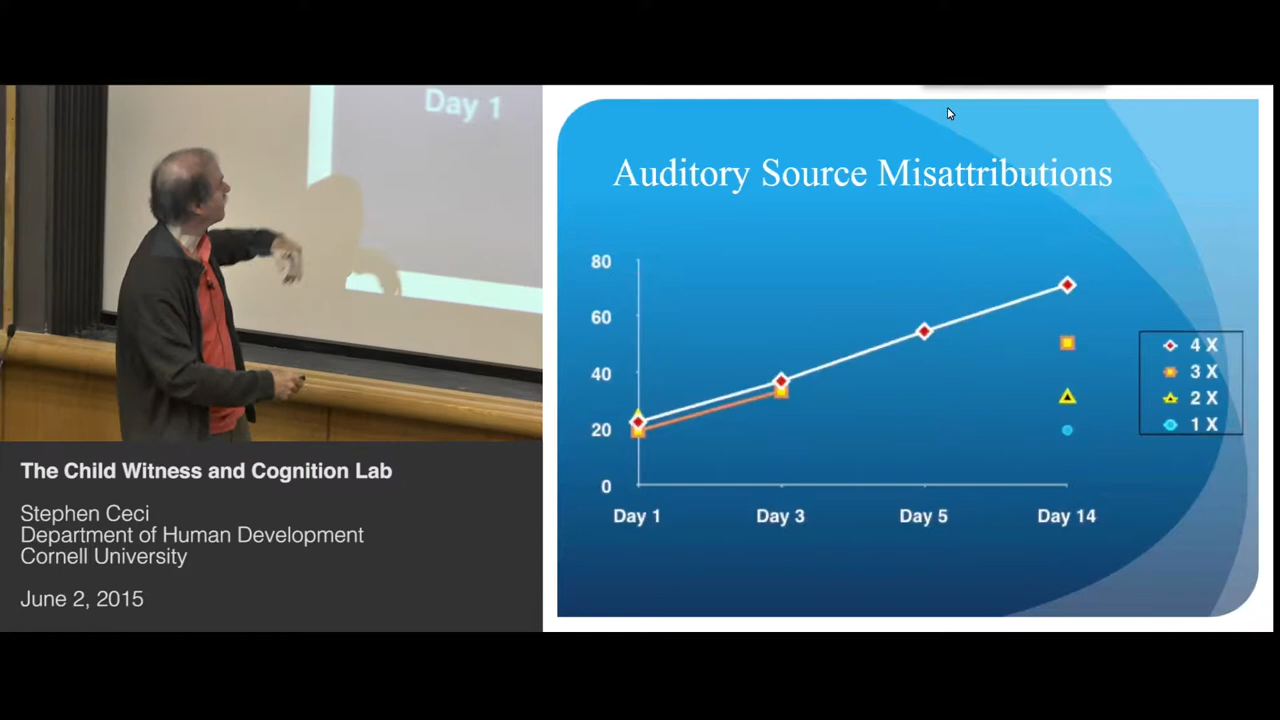 Day 1
The Child Witness and Cognition Lab
Stephen Ceci
Department of Human Development
Cornell University
June 2, 2015
Auditory Source Misattributions
80
60
40
20
0
Day 1 Day 3 Day 5 Day 14
4 X
3 X
2 X
1 X